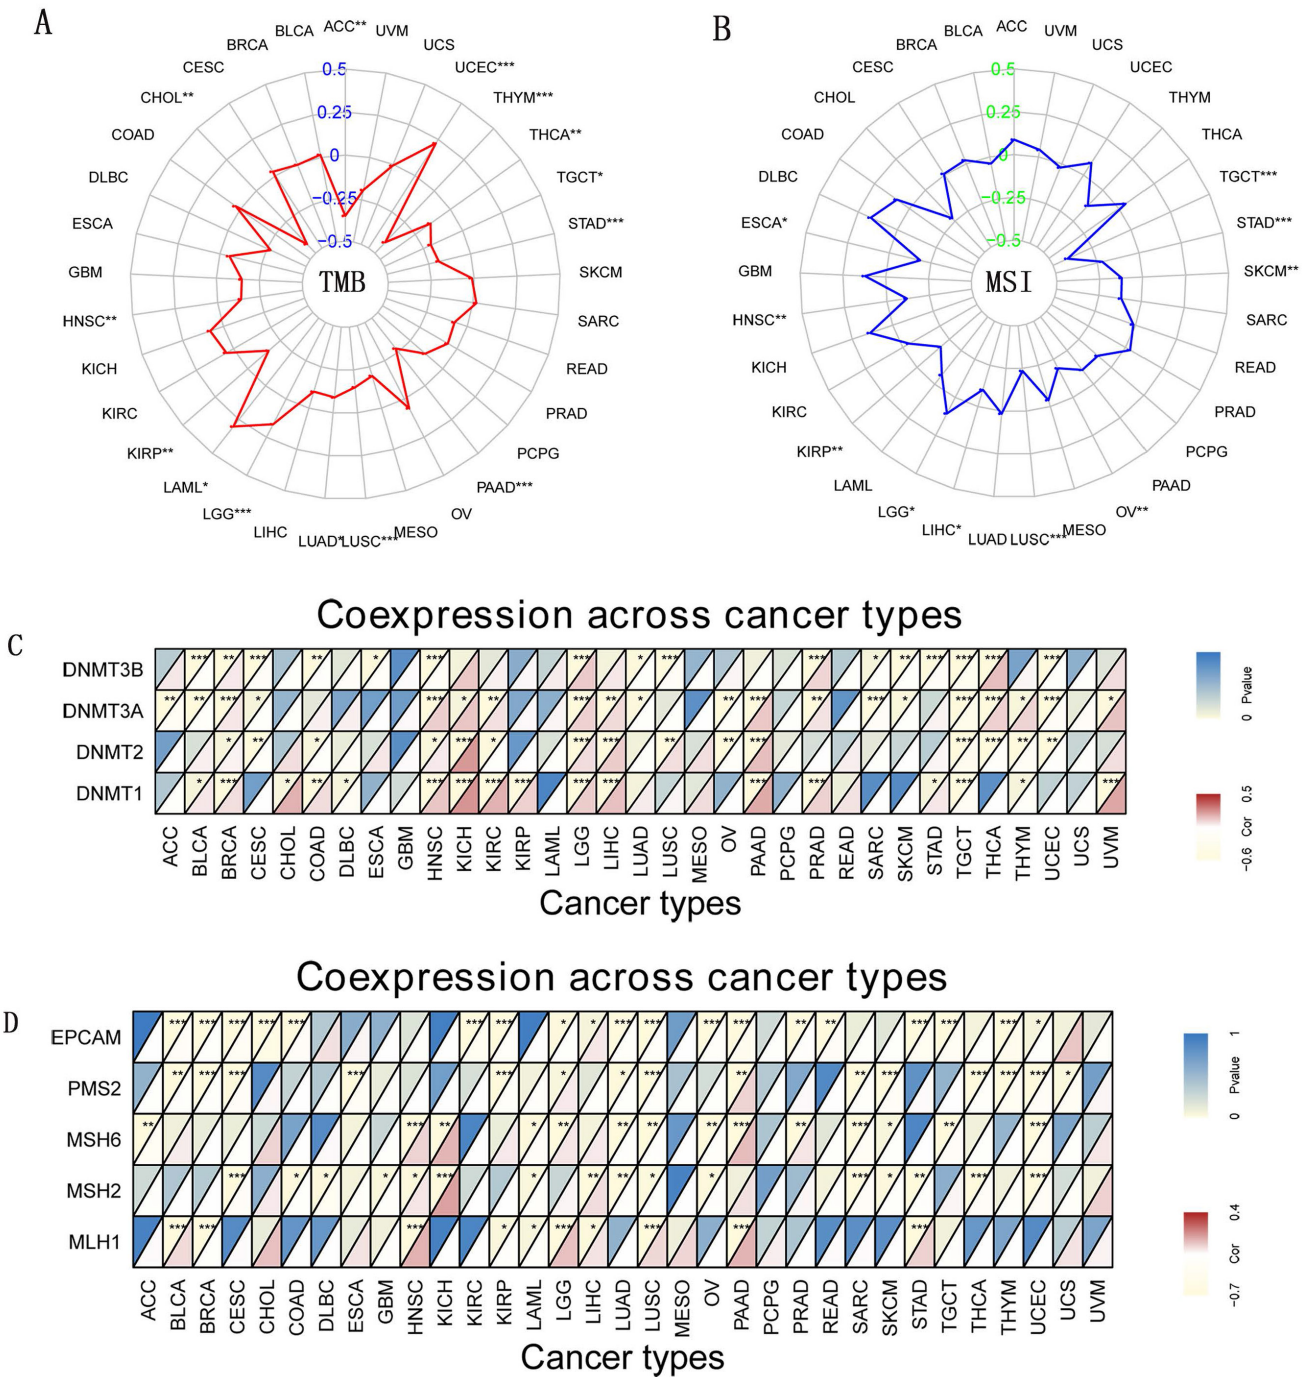 A
ACC**
UVM
UCS
UCEC***
THYM***
THCA**
TGCT*
STAD***
SKCM
SARC
READ
PRAD
PCPG
PAAD***
OV
MESO
LUSC***
LUAD*
LIHC
LGG***
LAML*
KIRP**
KIRC
KICH
HNSC**
GBM
ESCA
DLBC
COAD
CHOL**
CESC
BRCA
BLCA
0.5
0.25
0
−0.25
−0.5
TMB
B
ACC
UVM
UCS
UCEC
THYM
THCA
TGCT***
STAD***
SKCM**
SARC
READ
PRAD
PCPG
PAAD
OV**
MESO
LUSC***
LUAD
LIHC*
LGG*
LAML
KIRP**
KIRC
KICH
HNSC**
GBM
ESCA*
DLBC
COAD
CHOL
CESC
BRCA
BLCA
0.5
0.25
0
−0.25
−0.5
MSI
C
Coexpression across cancer types
DNMT3B *** ** *** ** * *** *** * *** *** * ** *** *** *** ***
DNMT3A ** ** *** * *** * ** *** ** * ** *** ** *** * *** *** * *** *
DNMT2 * ** * * *** * *** *** ** ** *** *** *** ** **
DNMT1 * *** * ** * *** *** *** *** *** *** *** *** * *** * ***
ACC BLCA BRCA CESC CHOL COAD DLBC ESCA GBM HNSC KICH KIRC KIRP LAML LGG LIHC LUAD LUSC MESO OV PAAD PCPG PRAD READ SARC SKCM STAD TGCT THCA THYM UCEC UCS UVM
Cancer types
0 Pvalue
−0.6 Cor 0.5
D
Coexpression across cancer types
EPCAM *** *** *** *** *** *** *** * * *** *** *** *** ** ** *** *** *** *
PMS2 ** *** *** *** *** * * *** ** ** *** *** *** *** *
MSH6 ** *** ** * ** ** ** ** *** ** *** * ** ***
MSH2 *** * * * * *** * ** ** * * *** * ** *** ***
MLH1 *** *** *** * * *** * *** *** ***
ACC BLCA BRCA CESC CHOL COAD DLBC ESCA GBM HNSC KICH KIRC KIRP LAML LGG LIHC LUAD LUSC MESO OV PAAD PCPG PRAD READ SARC SKCM STAD TGCT THCA THYM UCEC UCS UVM
Cancer types
0 Pvalue 1
−0.7 Cor 0.4